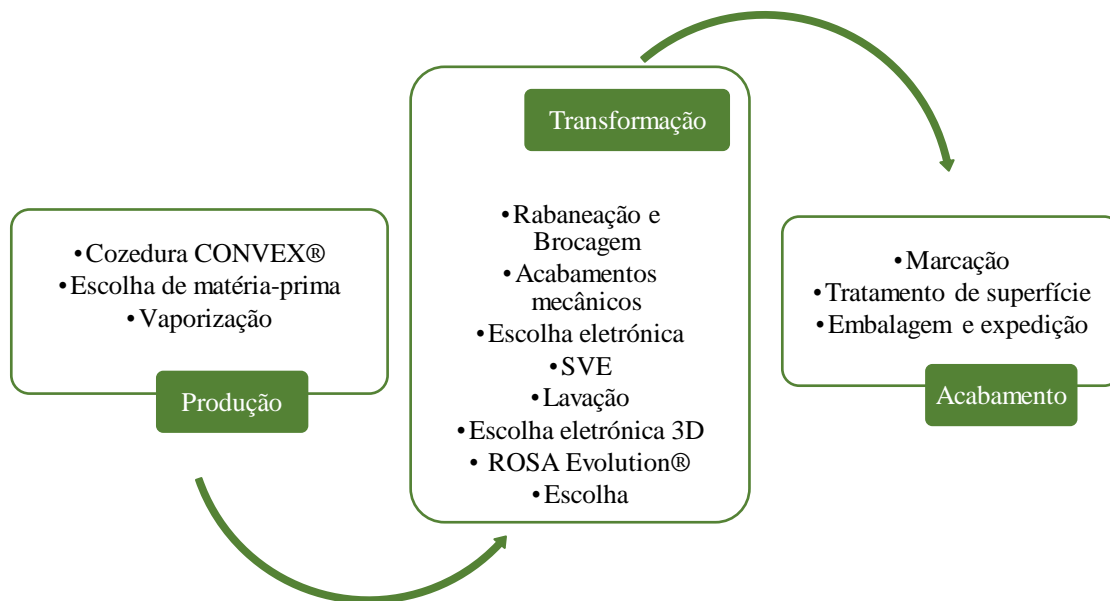 •Cozedura CONVEX®
•Escolha de matéria-prima
•Vaporização
Produção
Transformação
•Rabaneação e
Brocagem
•Acabamentos
mecânicos
•Escolha eletrónica
•SVE
•Lavação
•Escolha eletrónica 3D
• ROSA Evolution®
•Escolha
•Marcação
•Tratamento de superfície
•Embalagem e expedição
Acabamento